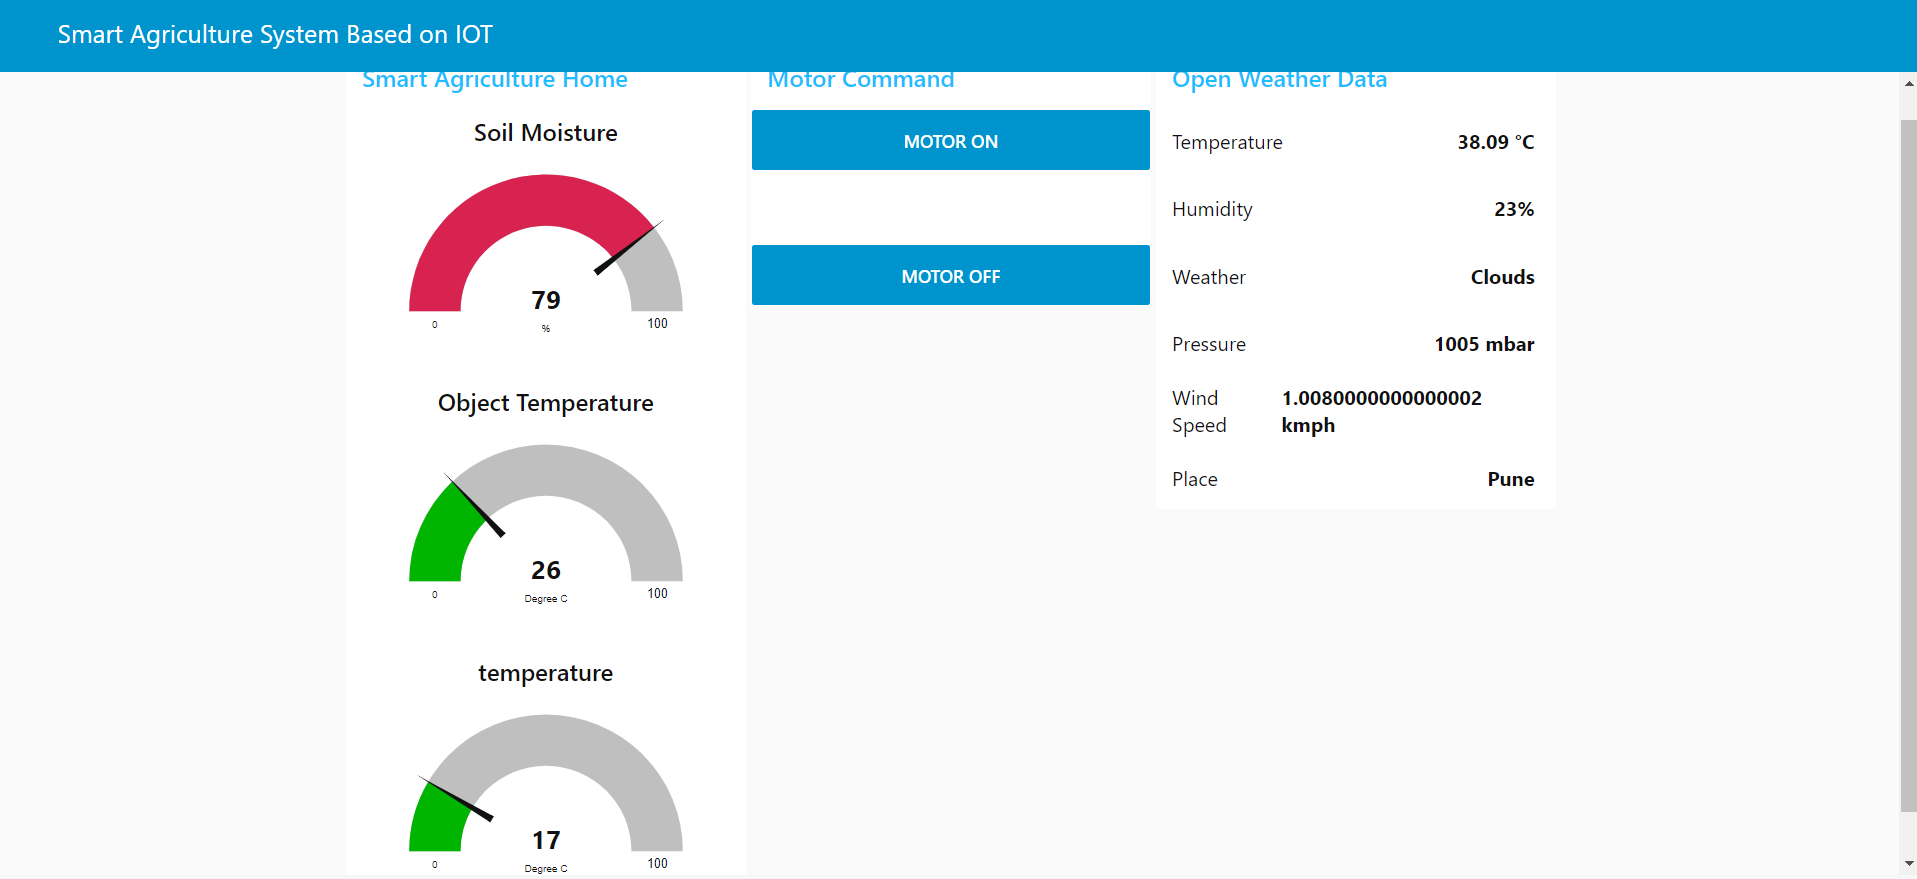 Smart Agriculture System Based on IOT
Smart Agriculture Home
Soil Moisture
79
%
0
100
Object Temperature
26
Degree C
0
100
temperature
17
Degree C
0
100
Motor Command
MOTOR ON
MOTOR OFF
Open Weather Data
Temperature 38.09 °C
Humidity 23%
Weather Clouds
Pressure 1005 mbar
Wind Speed 1.0080000000000002 kmph
Place Pune